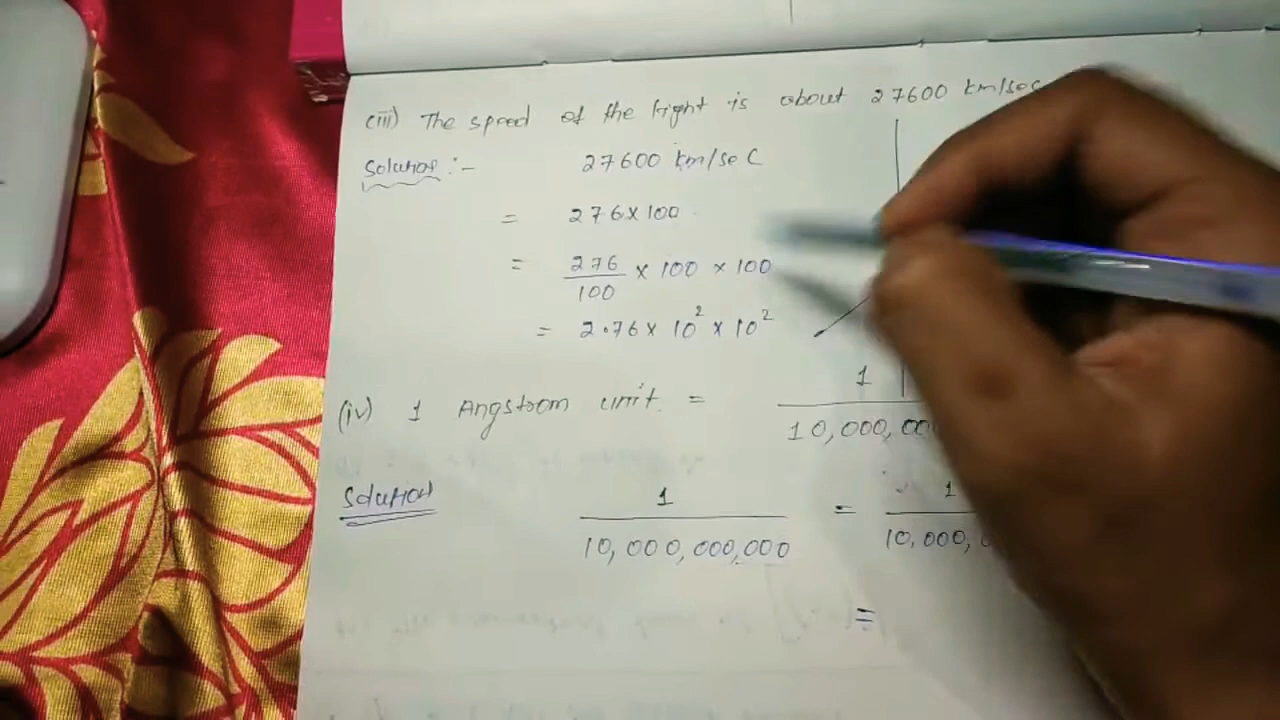 (iii) The speed of the light is about 27600 km/sec
Solution :- 27600 km/sec
= 276 x 100
= 276/100 x 100 x 100
= 2.76 x 10² x 10²
(iv) 1 Angstrom unit = 1/10,000,00
Solution 1/10,000,000,000 = 1/10,000,0
=